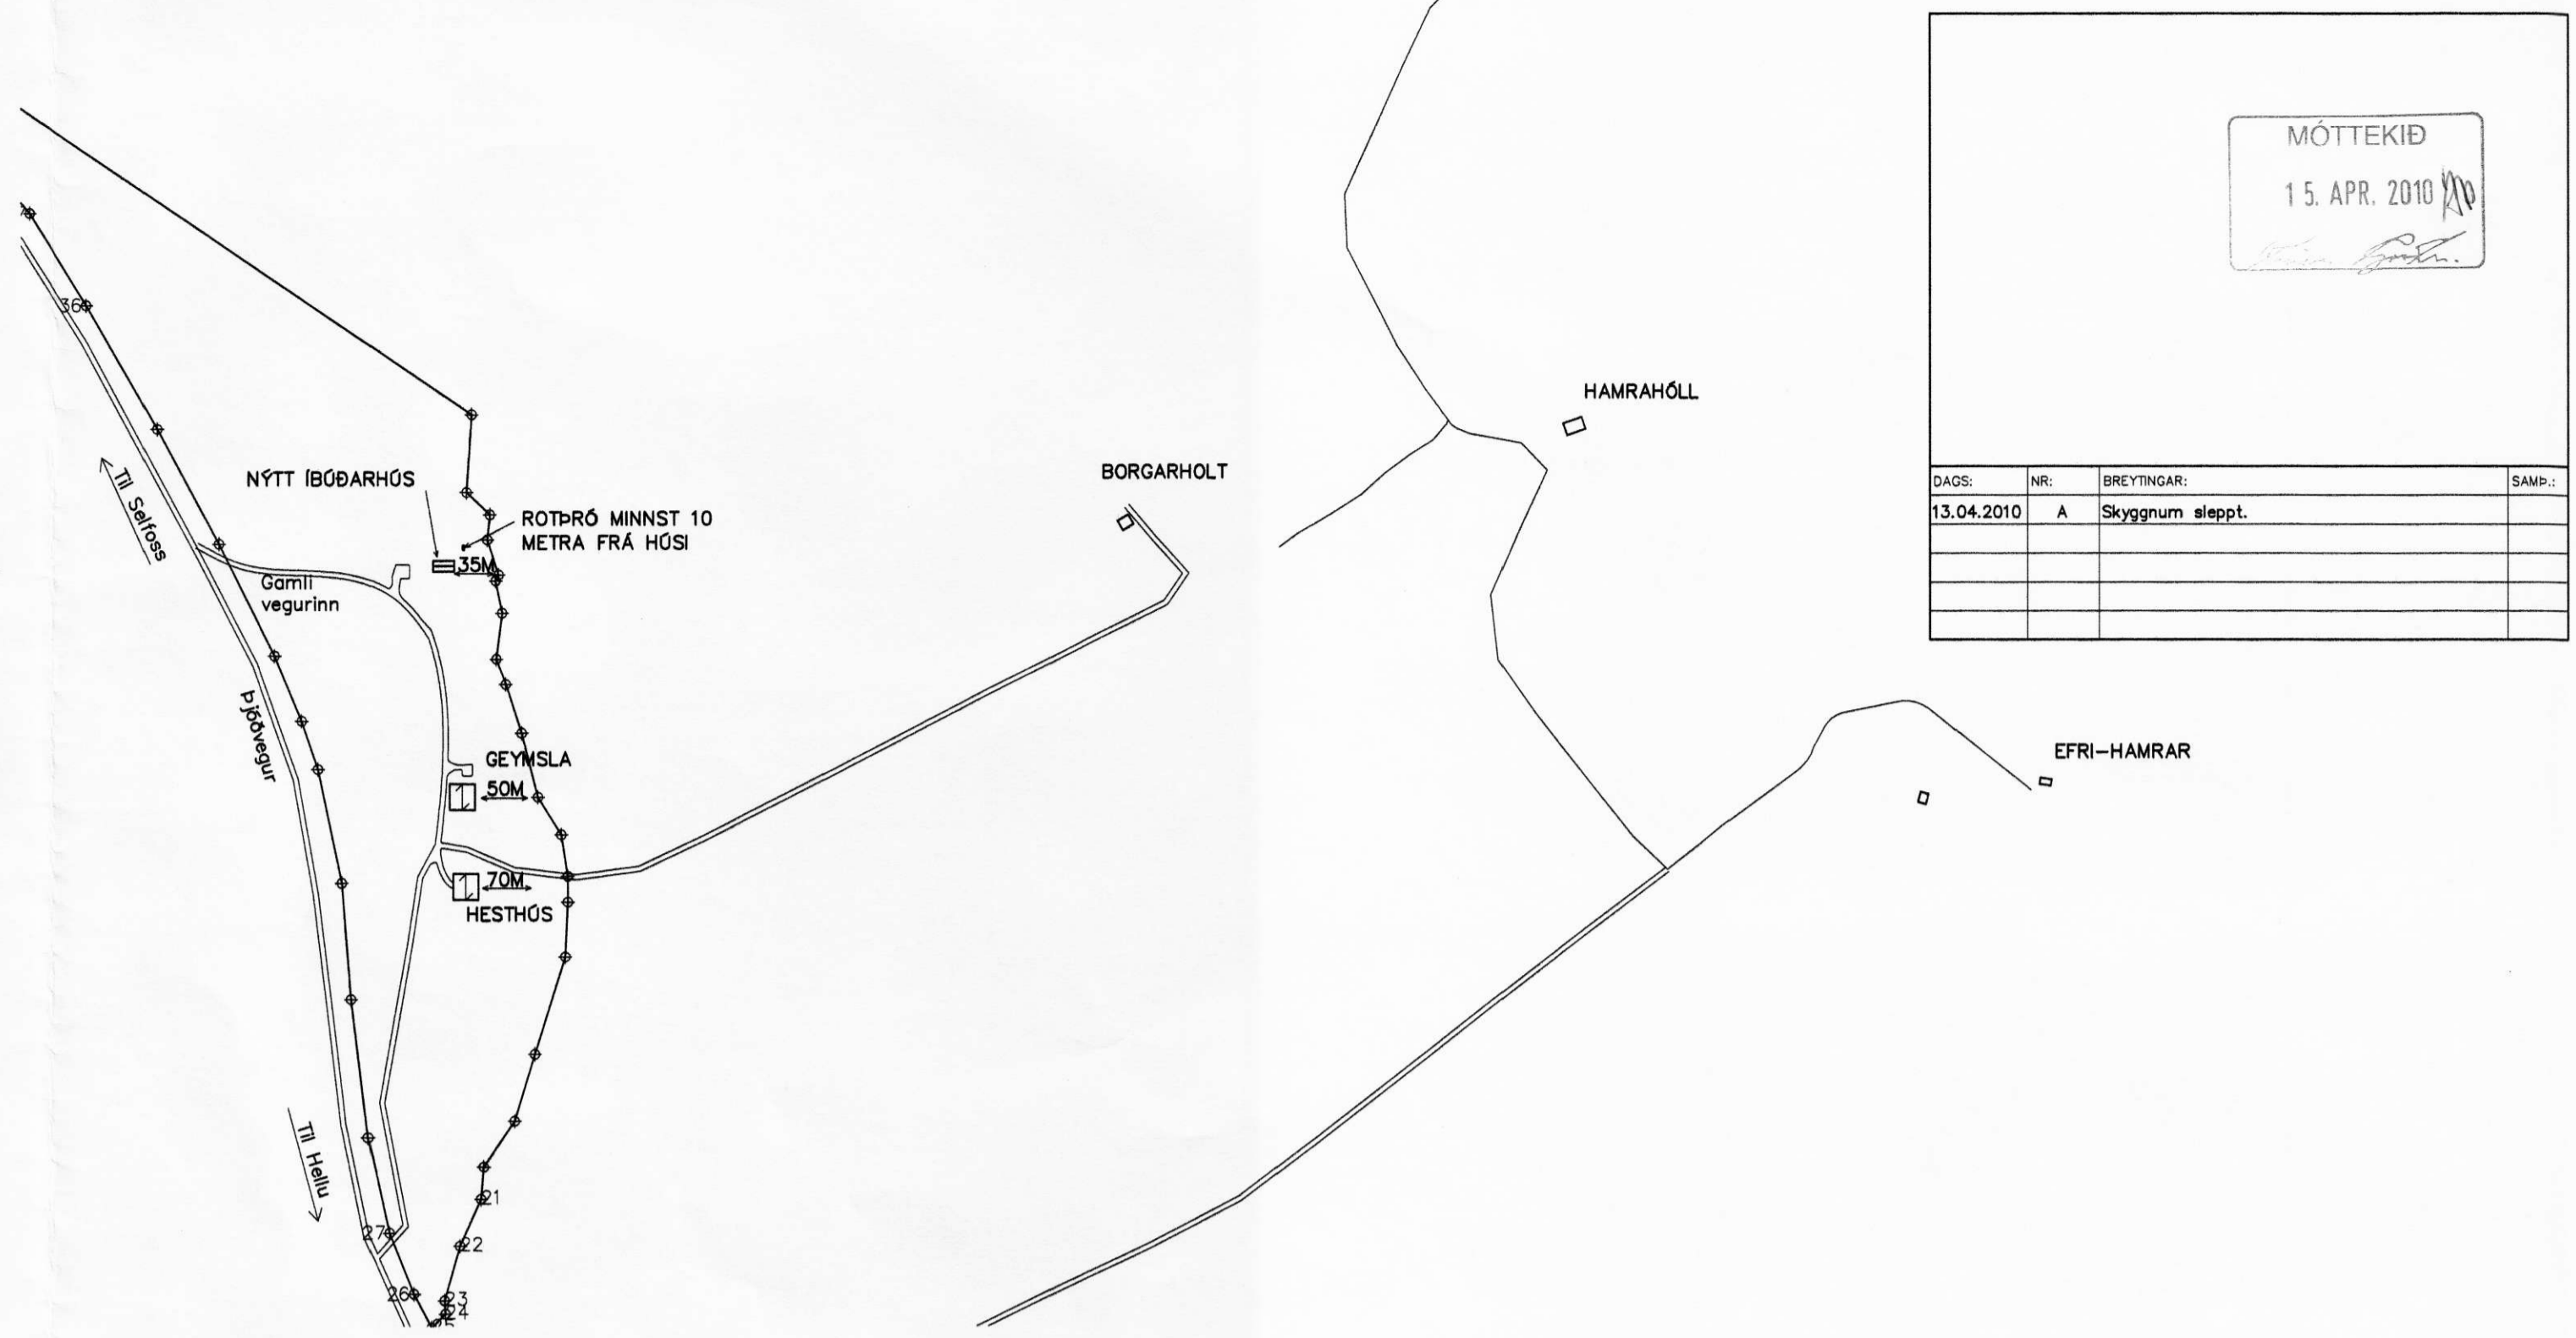 MÓTTEKIÐ
15. APR. 2010
36
HAMRAHÓLL
NÝTT ÍBÚÐARHÚS
BORGARHOLT
Til Selfoss
ROTÞRÓ MINNST 10
METRA FRÁ HÚSI
35M
Gamli
vegurinn
DAGS: NR: BREYTINGAR: SAMÞ.:
13.04.2010 A Skyggnum sleppt.
Þjóðvegur
GEYMSLA
50M
EFRI-HAMRAR
70M
HESTHÚS
Til Hellu
21
27
22
26
23
24
25